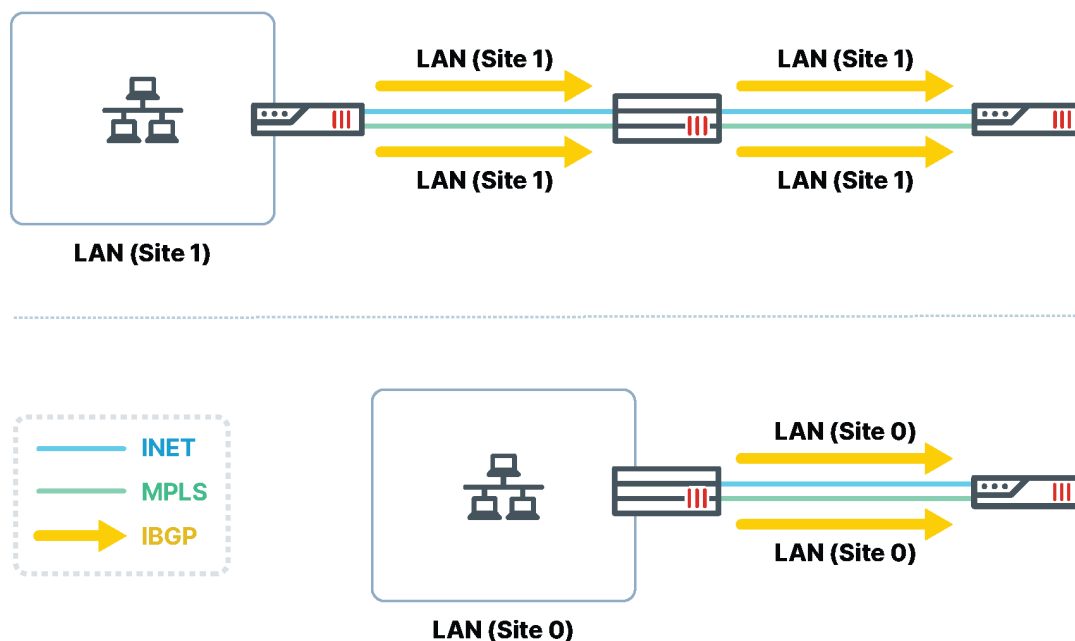 LAN (Site 1)
LAN (Site 1)
LAN (Site 1)
LAN (Site 1)
LAN (Site 1)
INET
MPLS
IBGP
LAN (Site 0)
LAN (Site 0)
LAN (Site 0)